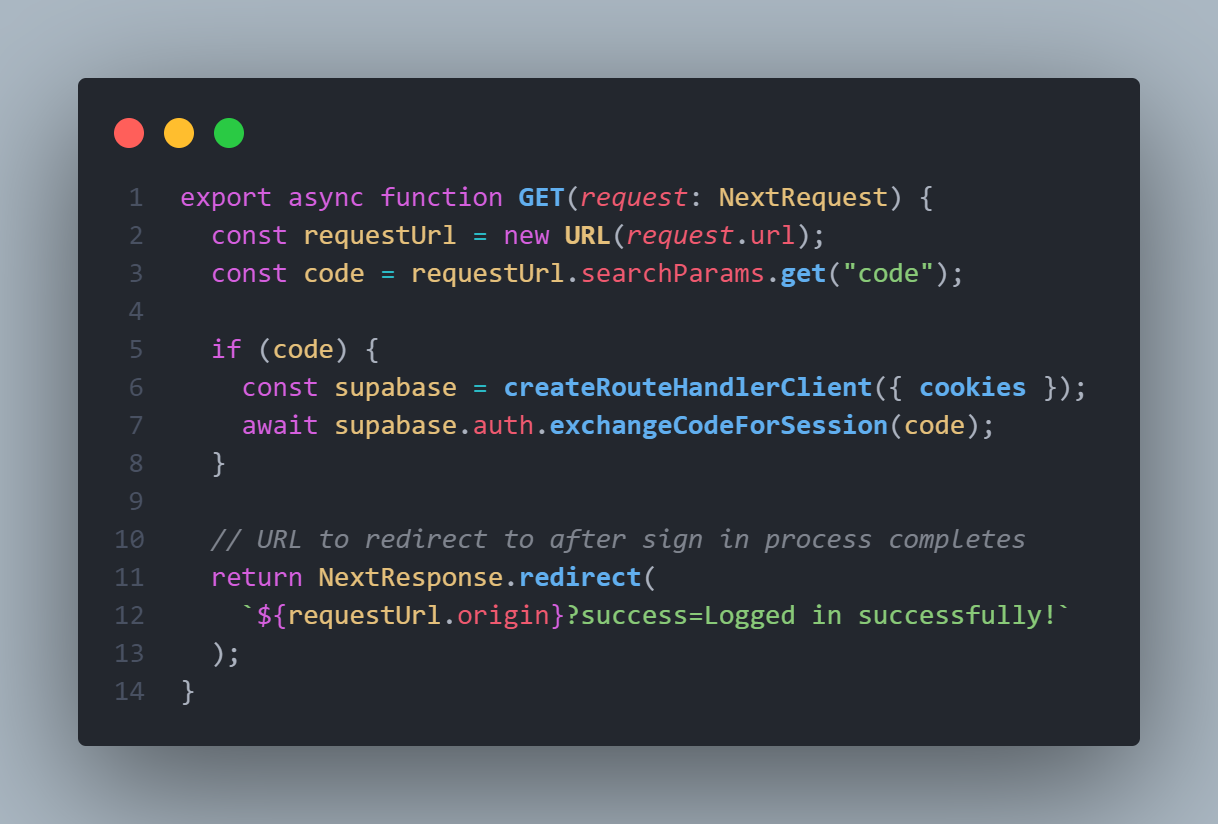 1 export async function GET(request: NextRequest) {
2   const requestUrl = new URL(request.url);
3   const code = requestUrl.searchParams.get("code");
4
5   if (code) {
6     const supabase = createRouteHandlerClient({ cookies });
7     await supabase.auth.exchangeCodeForSession(code);
8   }
9
10   // URL to redirect to after sign in process completes
11   return NextResponse.redirect(
12     `${requestUrl.origin}?success=Logged in successfully!`
13   );
14 }